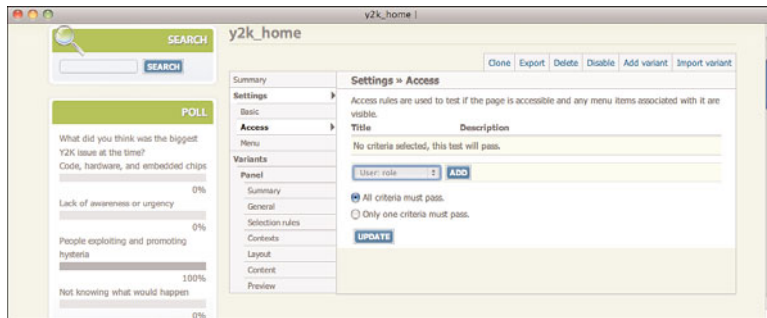 y2k_home |
SEARCH
SEARCH
POLL
What did you think was the biggest
Y2K issue at the time?
Code, hardware, and embedded chips
0%
Lack of awareness or urgency
0%
People exploiting and promoting
hysteria
100%
Not knowing what would happen
0%
y2k_home
Clone Export Delete Disable Add variant Import variant
Summary
Settings
Basic
Access
Menu
Variants
Panel
Summary
General
Selection rules
Contexts
Layout
Content
Preview
Settings » Access
Access rules are used to test if the page is accessible and any menu items associated with it are
visible.
Title Description
No criteria selected, this test will pass.
User: role ADD
All criteria must pass.
Only one criteria must pass.
UPDATE